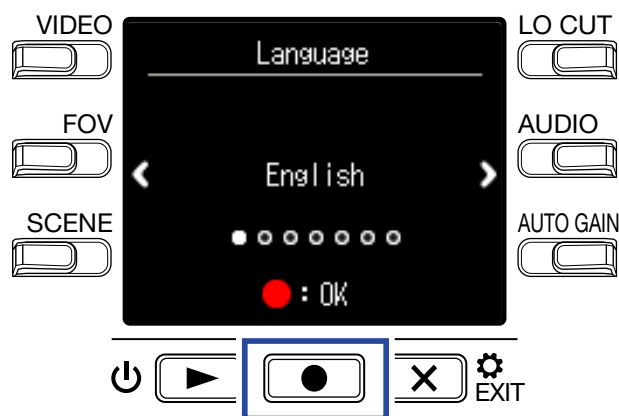 VIDEO
LO CUT
Language
FOV
AUDIO
English
SCENE
AUTO GAIN
: OK
EXIT